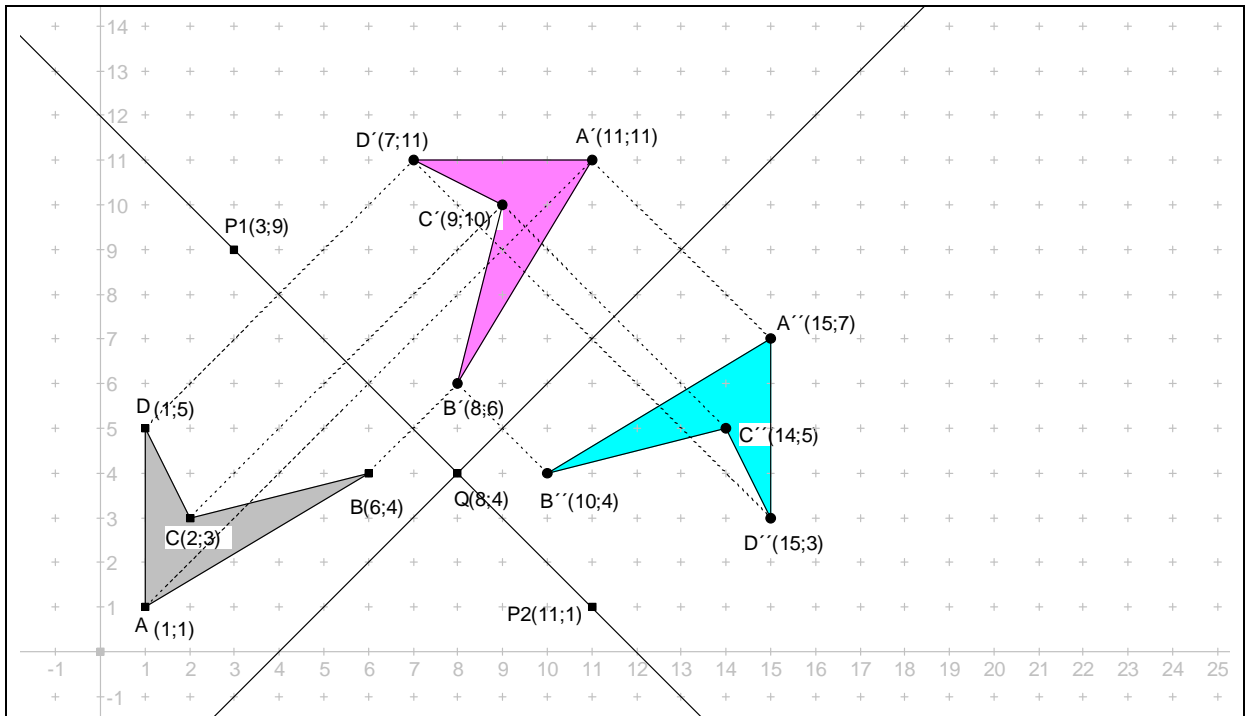 14
13
12
11
10
9
8
7
6
5
4
3
2
1
-1
D´(7;11)
A´(11;11)
C´(9;10)
P1(3;9)
A´´(15;7)
B´(8;6)
D (1;5)
C´´(14;5)
B(6;4)
Q(8;4)
B´´(10;4)
C(2;3)
D´´(15;3)
A (1;1)
P2(11;1)
-1 1 2 3 4 5 6 7 8 9 10 11 12 13 14 15 16 17 18 19 20 21 22 23 24 25